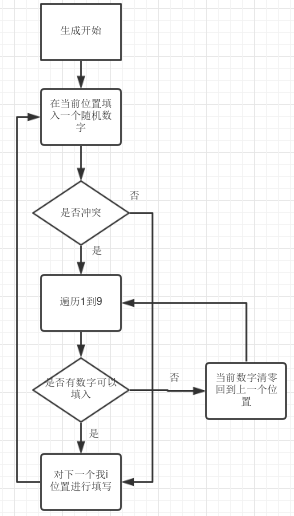 生成开始
在当前位置填
入一个随机数
字
否
是否冲突
是
遍历1到9
是否有数字可以
填入
否
当前数字清零
回到上一个位
置
是
对下一个我i
位置进行填写